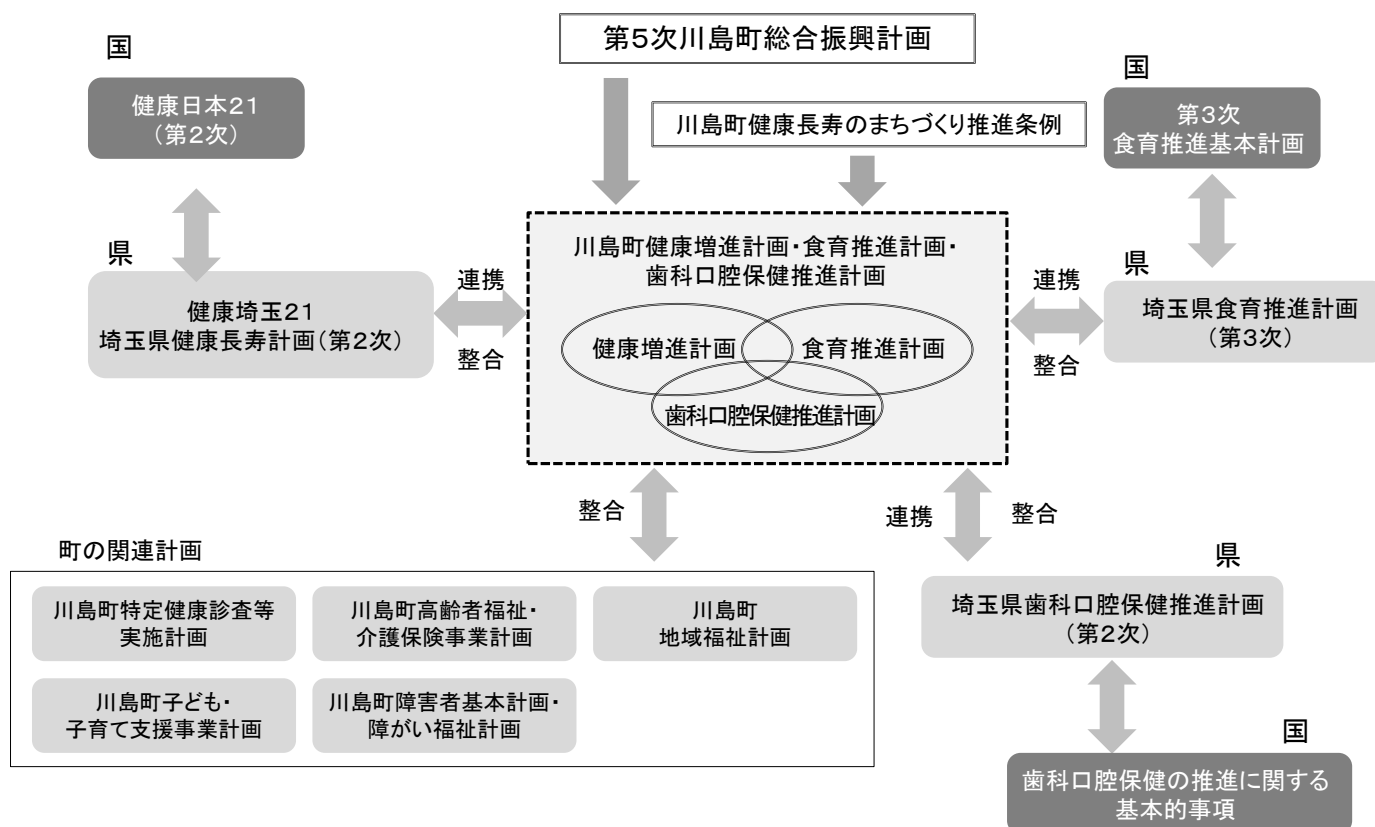 第5次川島町総合振興計画
川島町健康長寿のまちづくり推進条例
国
健康日本21
（第2次）
国
第3次
食育推進基本計画
県
健康埼玉21
埼玉県健康長寿計画（第2次）
連携
整合
川島町健康増進計画・食育推進計画・
歯科口腔保健推進計画
健康増進計画
食育推進計画
歯科口腔保健推進計画
連携
整合
県
埼玉県食育推進計画
（第3次）
整合
連携
整合
町の関連計画
川島町特定健康診査等
実施計画
川島町高齢者福祉・
介護保険事業計画
川島町
地域福祉計画
川島町子ども・
子育て支援事業計画
川島町障害者基本計画・
障がい福祉計画
県
埼玉県歯科口腔保健推進計画
（第2次）
国
歯科口腔保健の推進に関する
基本的事項